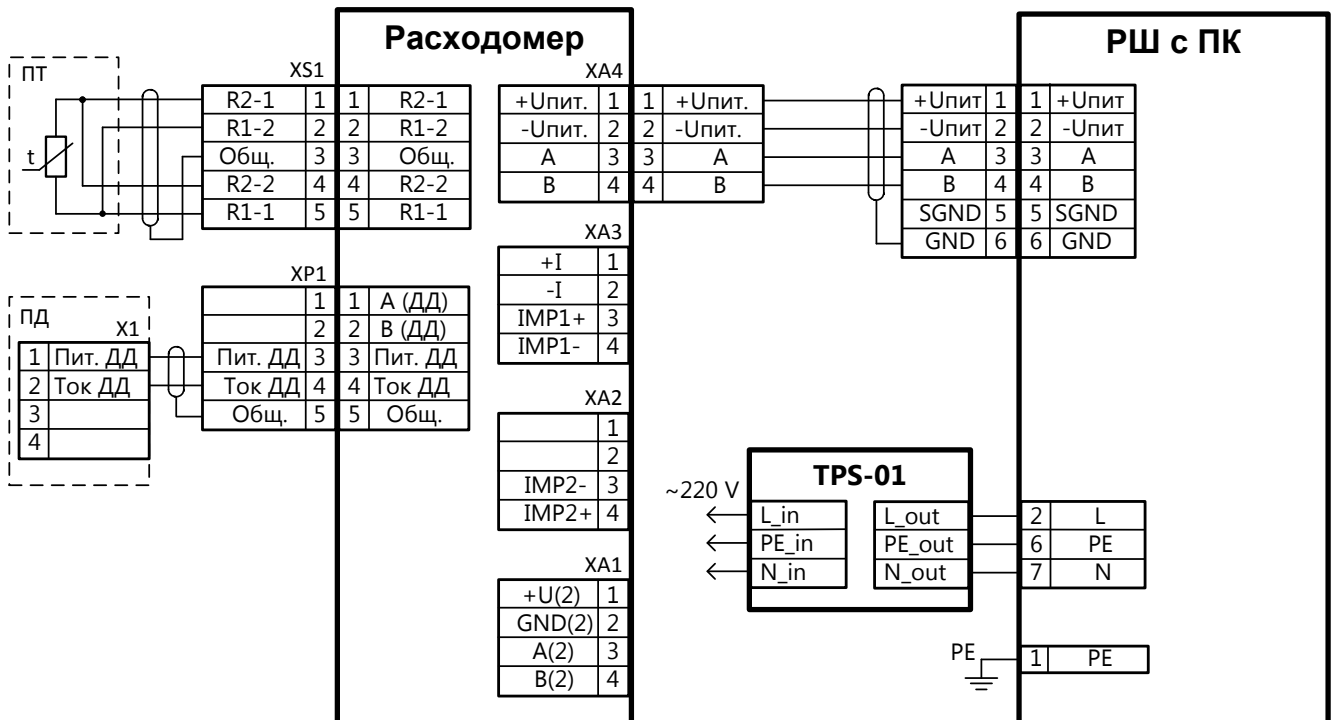 Расходомер
РШ с ПК
ПТ
t
XS1
R2-1 1 1 R2-1
R1-2 2 2 R1-2
Общ. 3 3 Общ.
R2-2 4 4 R2-2
R1-1 5 5 R1-1
XA4
+Uпит. 1 1 +Uпит.
-Uпит. 2 2 -Uпит.
A 3 3 A
B 4 4 B
+Uпит 1 1 +Uпит
-Uпит 2 2 -Uпит
A 3 3 A
B 4 4 B
SGND 5 5 SGND
GND 6 6 GND
XA3
+I 1
-I 2
IMP1+ 3
IMP1- 4
ПД
X1
1 Пит. ДД
2 Ток ДД
3
4
XP1
1 1 А (ДД)
2 2 В (ДД)
Пит. ДД 3 3 Пит. ДД
Ток ДД 4 4 Ток ДД
Общ. 5 5 Общ.
XA2
1
2
IMP2- 3
IMP2+ 4
TPS-01
~220 V
L_in L_out 2 L
PE_in PE_out 6 PE
N_in N_out 7 N
XA1
+U(2) 1
GND(2) 2
A(2) 3
B(2) 4
PE 1 PE